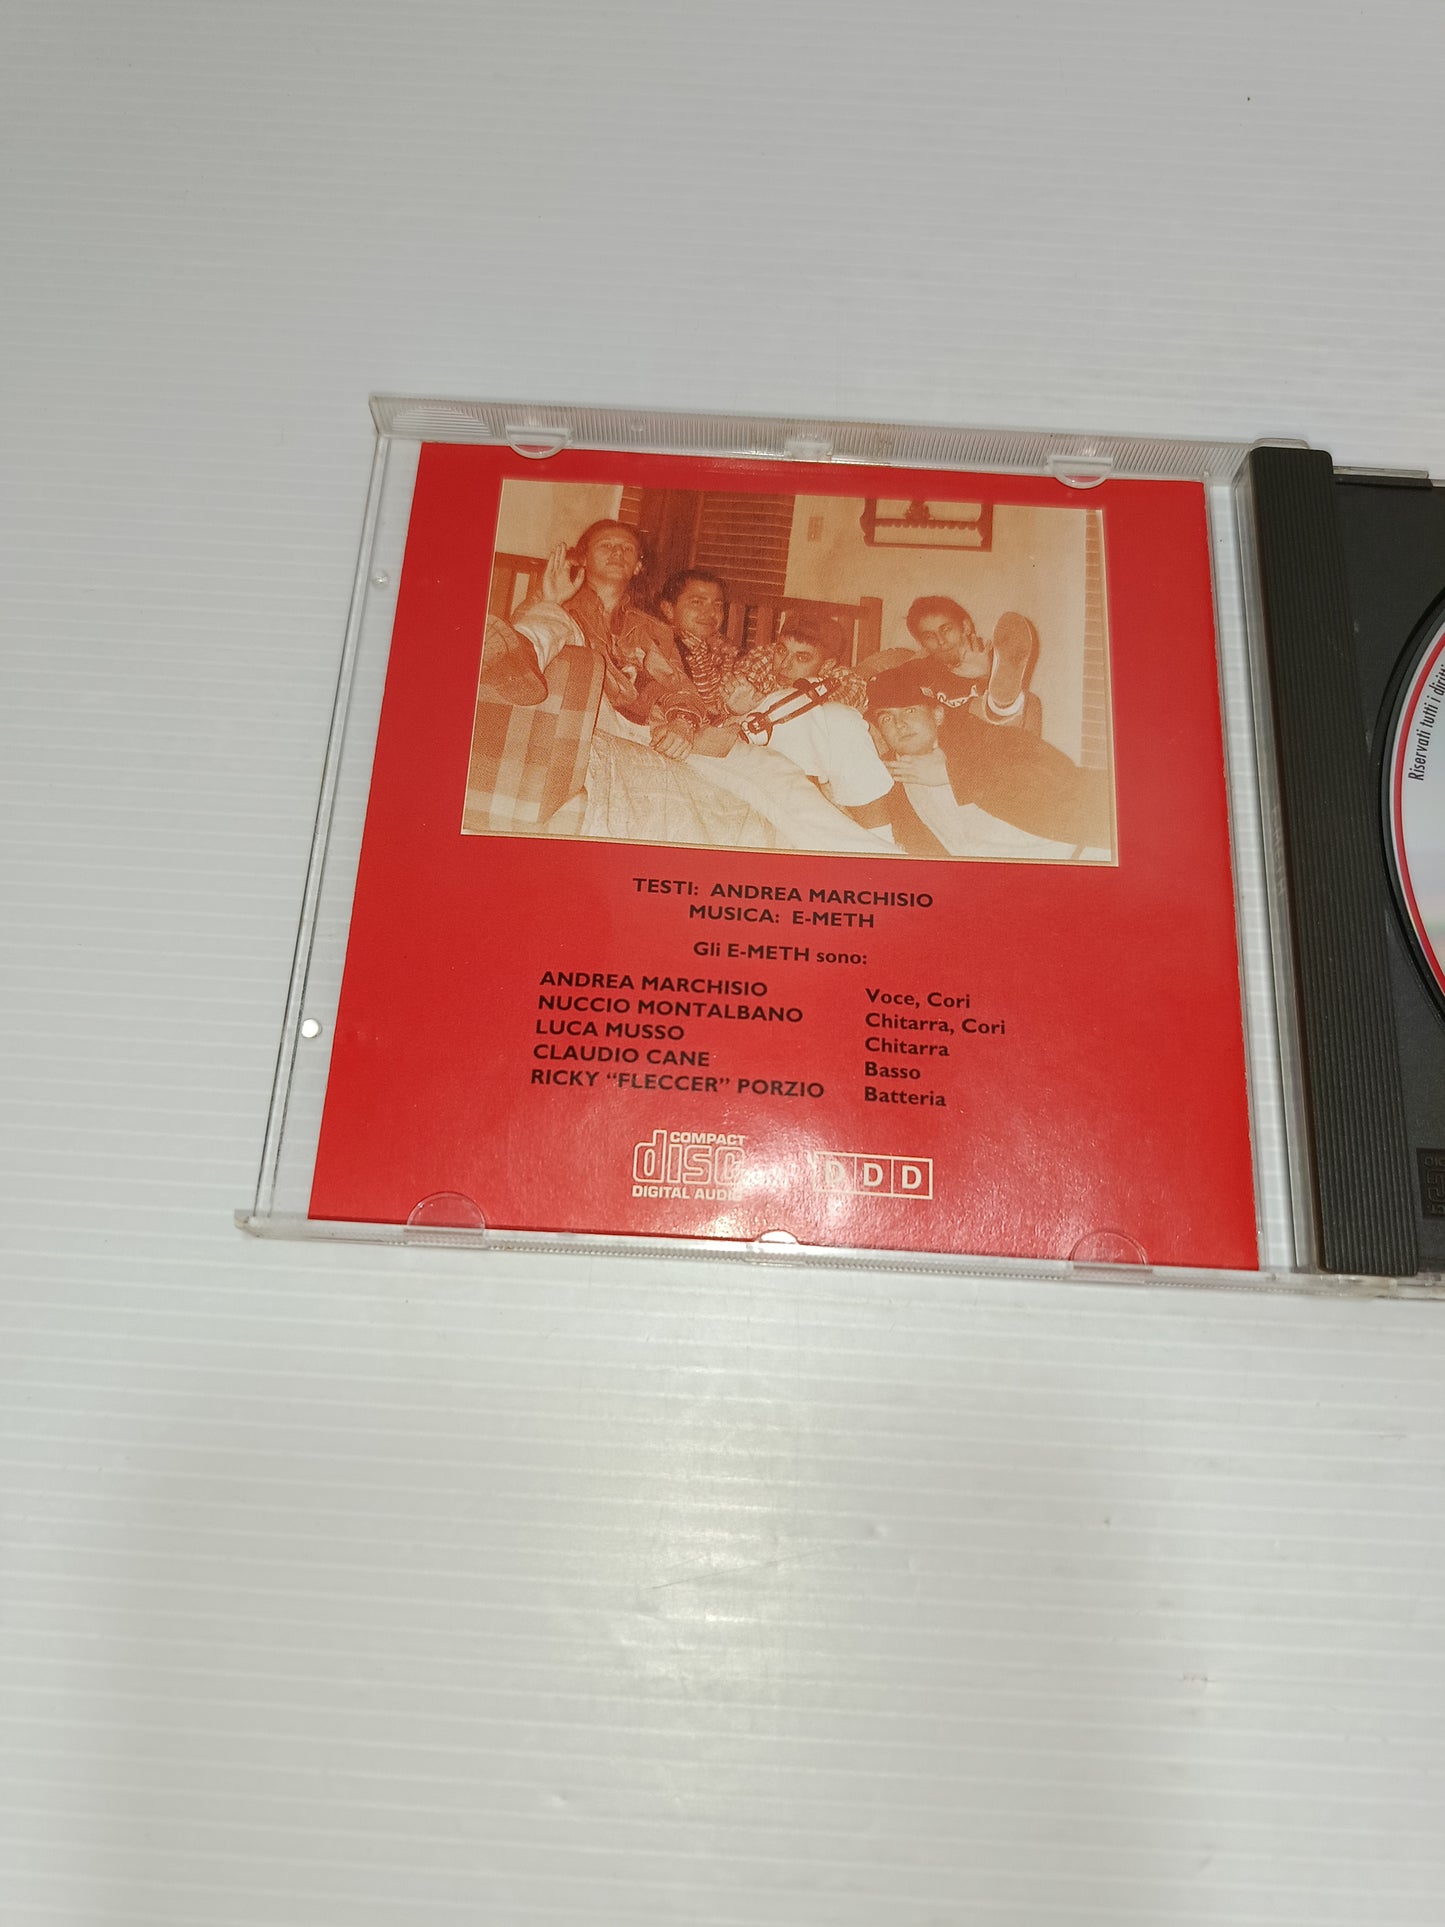 TESTI: ANDREA MARCHISIO
MUSICA: E-METH
Gli E-METH sono:
ANDREA MARCHISIO Voce, Cori
NUCCIO MONTALBANO Chitarra, Cori
LUCA MUSSO Chitarra
CLAUDIO CANE Basso
RICKY “FLECCER” PORZIO Batteria
COMPACT
disc
DIGITAL AUDIO
DDD
Riservati tutti i diritti